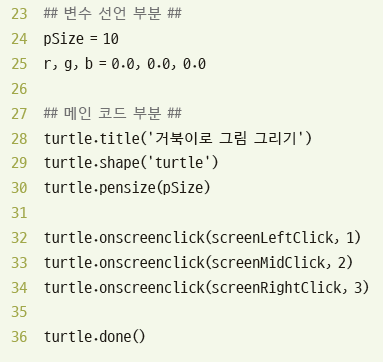 23 ## 변수 선언 부분 ##
24 pSize = 10
25 r, g, b = 0.0, 0.0, 0.0
26
27 ## 메인 코드 부분 ##
28 turtle.title('거북이로 그림 그리기')
29 turtle.shape('turtle')
30 turtle.pensize(pSize)
31
32 turtle.onscreenclick(screenLeftClick, 1)
33 turtle.onscreenclick(screenMidClick, 2)
34 turtle.onscreenclick(screenRightClick, 3)
35
36 turtle.done()